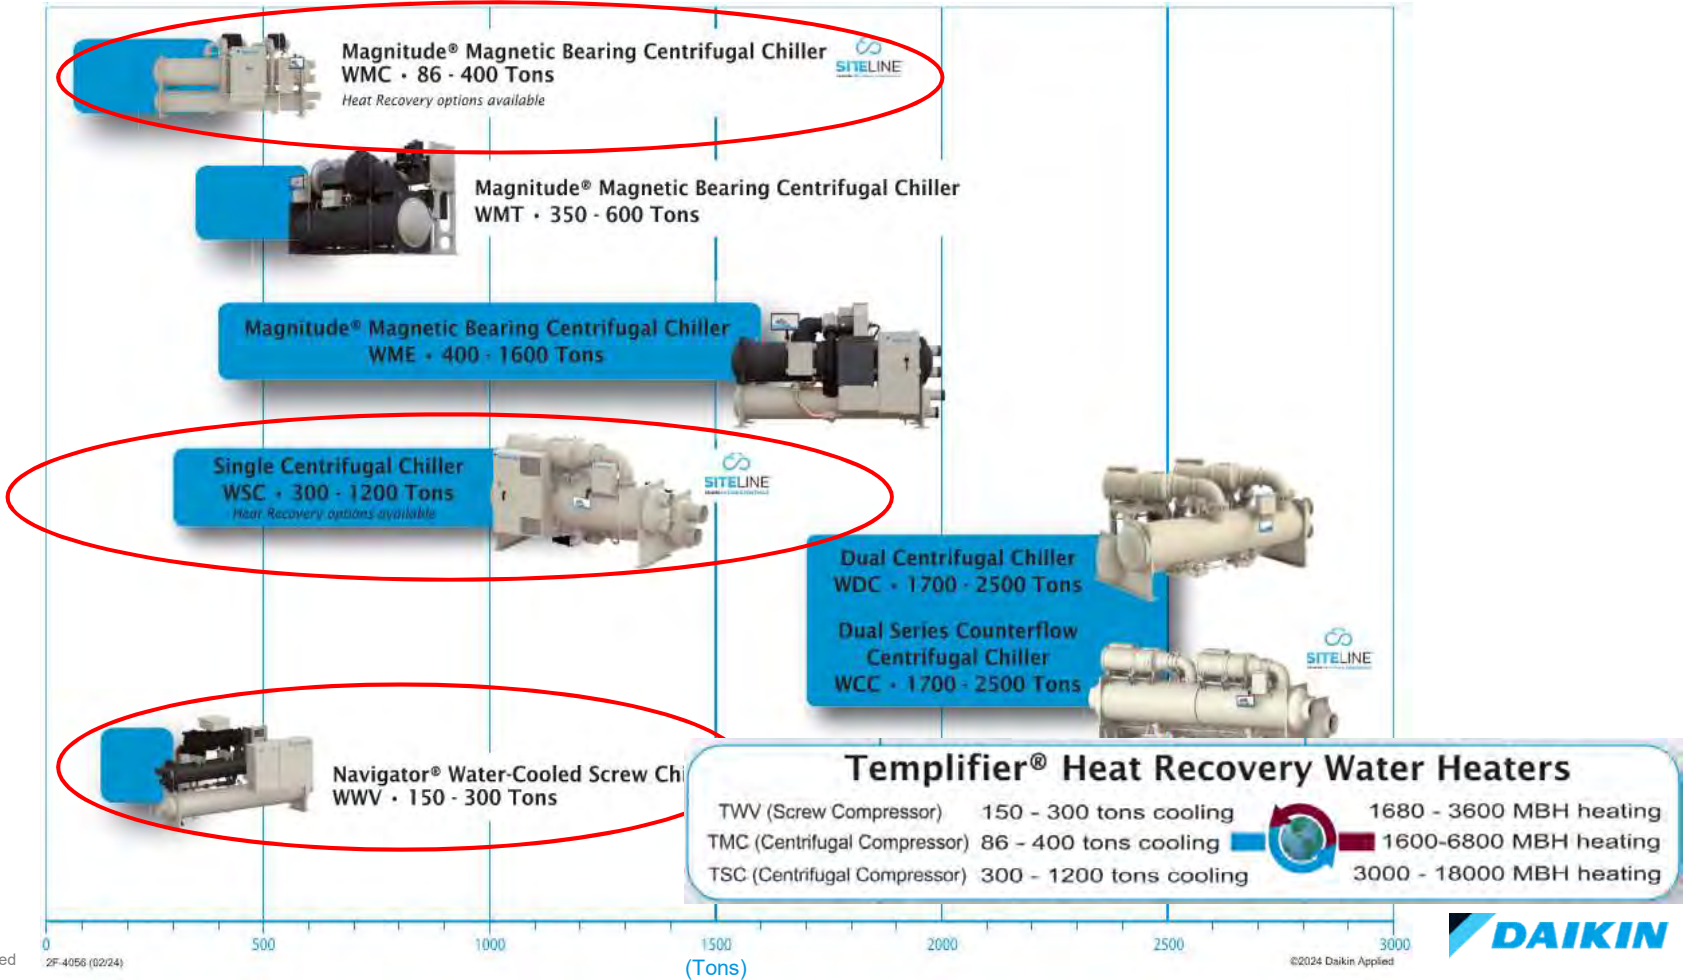 Magnitude® Magnetic Bearing Centrifugal Chiller
WMC • 86 - 400 Tons
Heat Recovery options available
SITELINE
Magnitude® Magnetic Bearing Centrifugal Chiller
WMT • 350 - 600 Tons
Magnitude® Magnetic Bearing Centrifugal Chiller
WME • 400 - 1600 Tons
Single Centrifugal Chiller
WSC • 300 - 1200 Tons
Heat Recovery options available
SITELINE
Dual Centrifugal Chiller
WDC • 1700 - 2500 Tons
Dual Series Counterflow
Centrifugal Chiller
WCC • 1700 - 2500 Tons
SITELINE
Navigator® Water-Cooled Screw Chi
WWV • 150 - 300 Tons
Templifier® Heat Recovery Water Heaters
TWV (Screw Compressor) 150 - 300 tons cooling 1680 - 3600 MBH heating
TMC (Centrifugal Compressor) 86 - 400 tons cooling 1600-6800 MBH heating
TSC (Centrifugal Compressor) 300 - 1200 tons cooling 3000 - 18000 MBH heating
0 500 1000 1500 2000 2500 3000
(Tons)
ed
2F-4056 (02/24)
©2024 Daikin Applied
DAIKIN